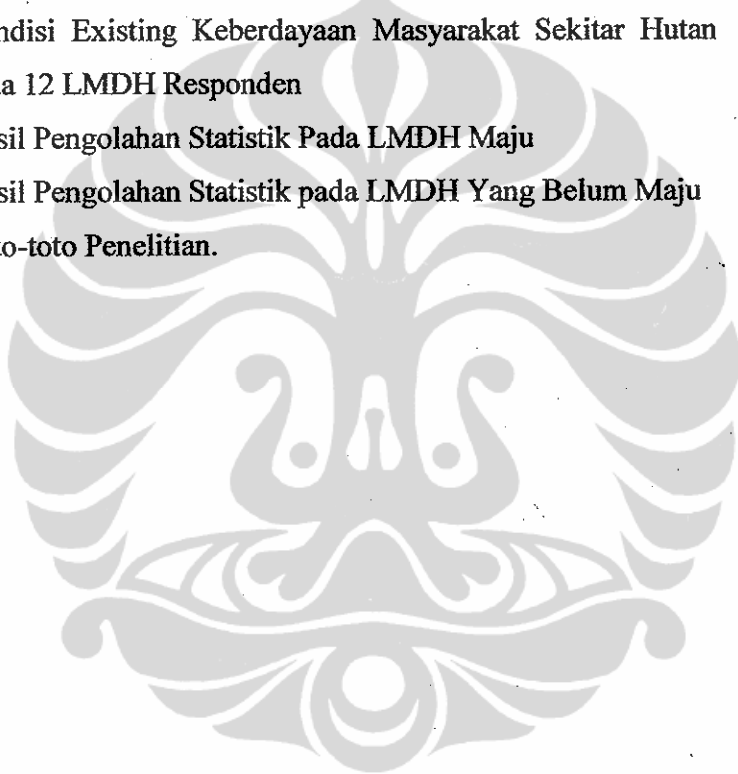 ndisi Existing Keberdayaan Masyarakat Sekitar Hutan
a 12 LMDH Responden
sil Pengolahan Statistik Pada LMDH Maju
sil Pengolahan Statistik pada LMDH Yang Belum Maju
o-toto Penelitian.